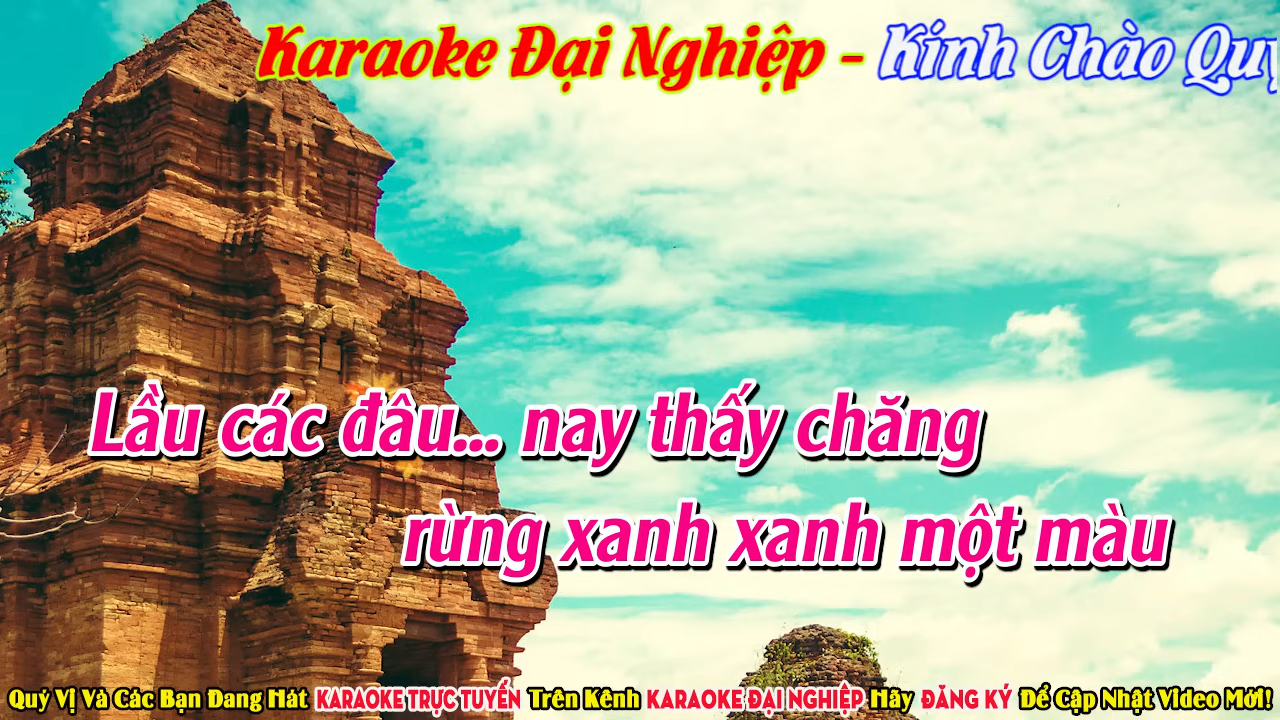 Karaoke Đại Nghiệp - Kính Chào Quý
Lầu các đâu... nay thấy chăng
rừng xanh xanh một màu
Quý Vị Và Các Bạn Đang Hát KARAOKE TRỰC TUYẾN Trên Kênh KARAOKE ĐẠI NGHIỆP Hãy ĐĂNG KÝ Để Cập Nhật Video Mới!